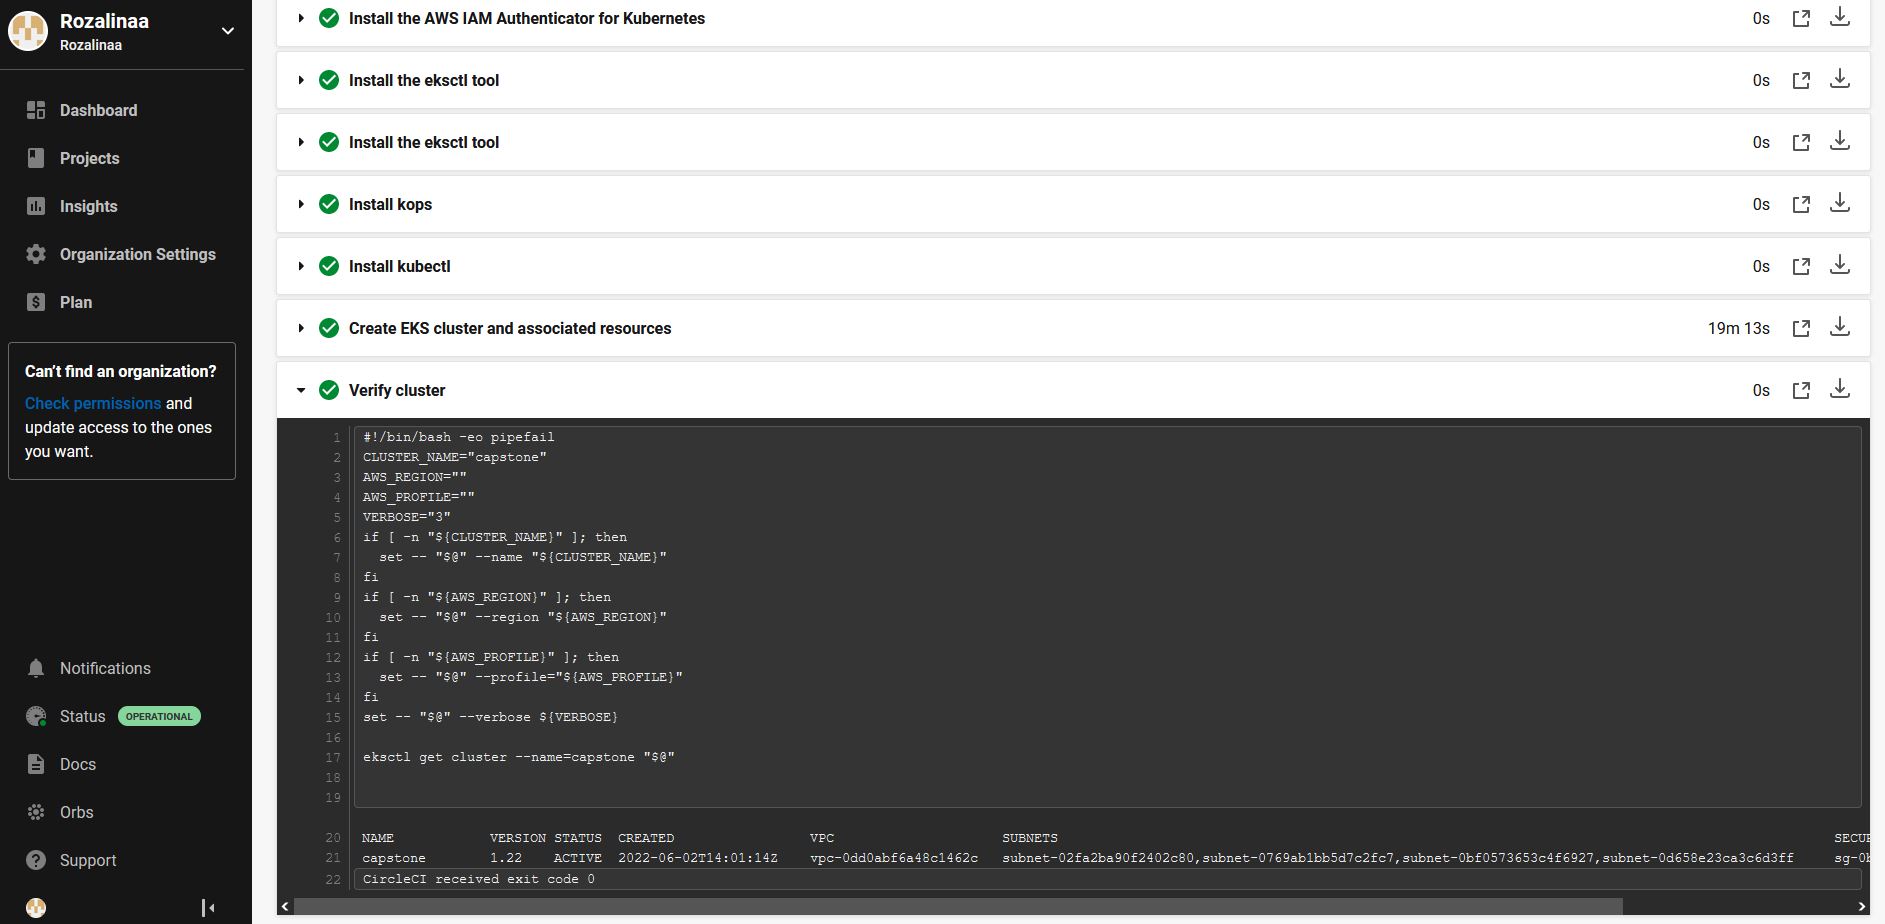 Rozalinaa
Rozalinaa
Dashboard
Projects
Insights
Organization Settings
Plan
Can't find an organization?
Check permissions and
update access to the ones
you want.
Notifications
Status OPERATIONAL
Docs
Orbs
Support
Install the AWS IAM Authenticator for Kubernetes 0s
Install the eksctl tool 0s
Install the eksctl tool 0s
Install kops 0s
Install kubectl 0s
Create EKS cluster and associated resources 19m 13s
Verify cluster 0s
1 #!/bin/bash -eo pipefail
2 CLUSTER_NAME="capstone"
3 AWS_REGION=""
4 AWS_PROFILE=""
5 VERBOSE="3"
6 if [ -n "${CLUSTER_NAME}" ]; then
7 set -- "$@" --name "${CLUSTER_NAME}"
8 fi
9 if [ -n "${AWS_REGION}" ]; then
10 set -- "$@" --region "${AWS_REGION}"
11 fi
12 if [ -n "${AWS_PROFILE}" ]; then
13 set -- "$@" --profile="${AWS_PROFILE}"
14 fi
15 set -- "$@" --verbose ${VERBOSE}
16
17 eksctl get cluster --name=capstone "$@"
18
19
20 NAME VERSION STATUS CREATED VPC SUBNETS SECUR
21 capstone 1.22 ACTIVE 2022-06-02T14:01:14Z vpc-0dd0abf6a48c1462c subnet-02fa2ba90f2402c80,subnet-0769ab1bb5d7c2fc7,subnet-0bf0573653c4f6927,subnet-0d658e23ca3c6d3ff sg-0b
22 CircleCI received exit code 0